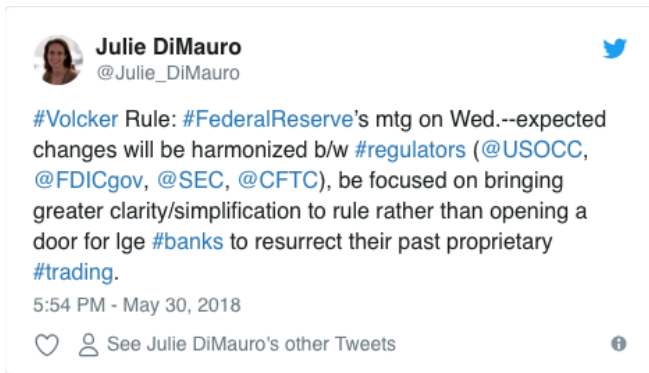 Julie DiMauro
@Julie_DiMauro
#Volcker Rule: #FederalReserve's mtg on Wed.--expected
changes will be harmonized b/w #regulators (@USOCC,
@FDICgov, @SEC, @CFTC), be focused on bringing
greater clarity/simplification to rule rather than opening a
door for lge #banks to resurrect their past proprietary
#trading.
5:54 PM - May 30, 2018
See Julie DiMauro's other Tweets